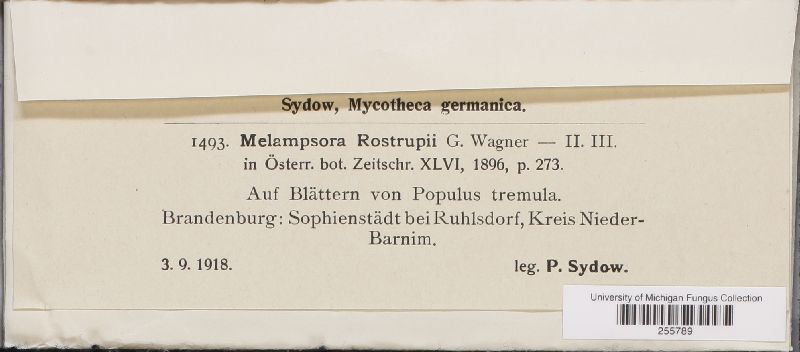 Sydow, Mycotheca germanica.
1493. Melampsora Rostrupii G. Wagner — II. III.
in Österr. bot. Zeitschr. XLVI, 1896, p. 273.
Auf Blättern von Populus tremula.
Brandenburg: Sophienstädt bei Ruhlsdorf, Kreis Nieder-
Barnim.
3. 9. 1918. leg. P. Sydow.
University of Michigan Fungus Collection
255789